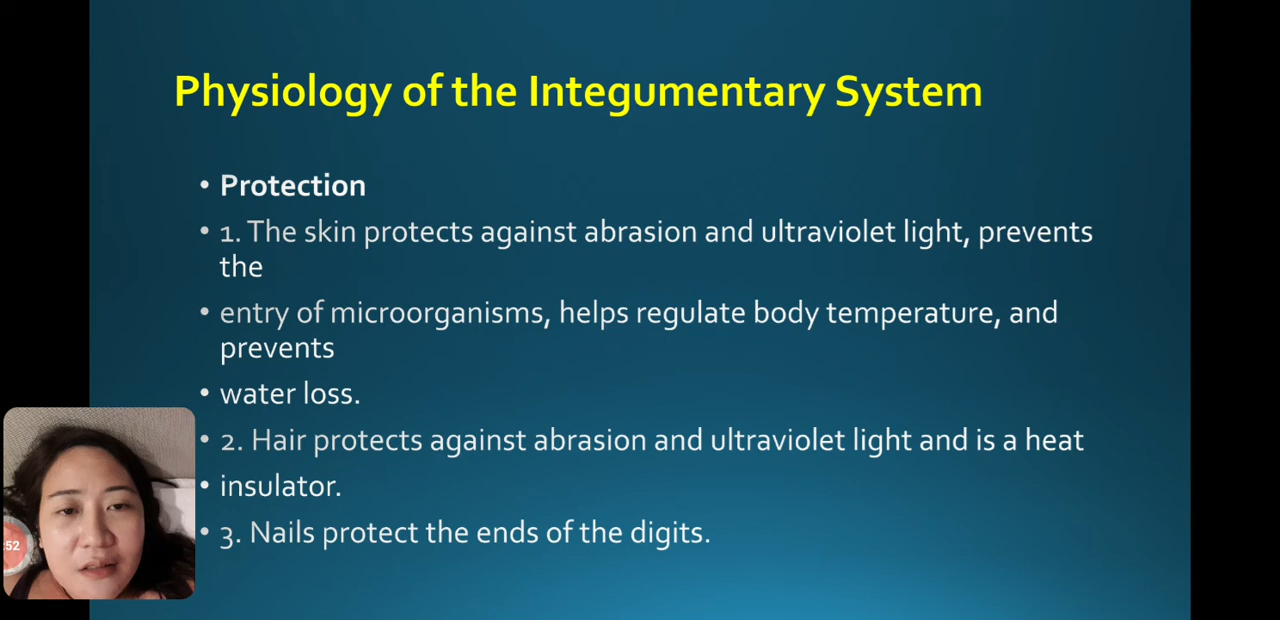 Physiology of the Integumentary System
• Protection
• 1. The skin protects against abrasion and ultraviolet light, prevents
the
• entry of microorganisms, helps regulate body temperature, and
prevents
• water loss.
• 2. Hair protects against abrasion and ultraviolet light and is a heat
• insulator.
• 3. Nails protect the ends of the digits.
:52